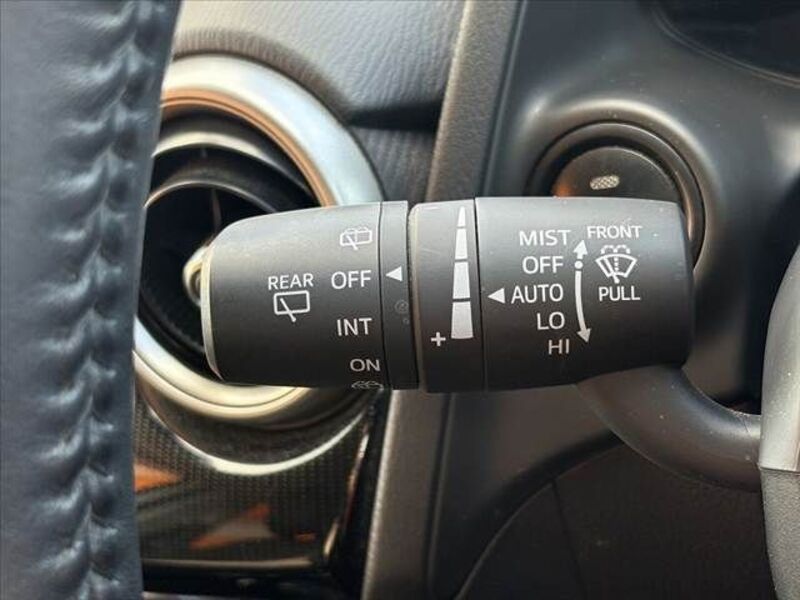 REAR
OFF
INT
ON
+
MIST
OFF
AUTO
LO
HI
FRONT
PULL